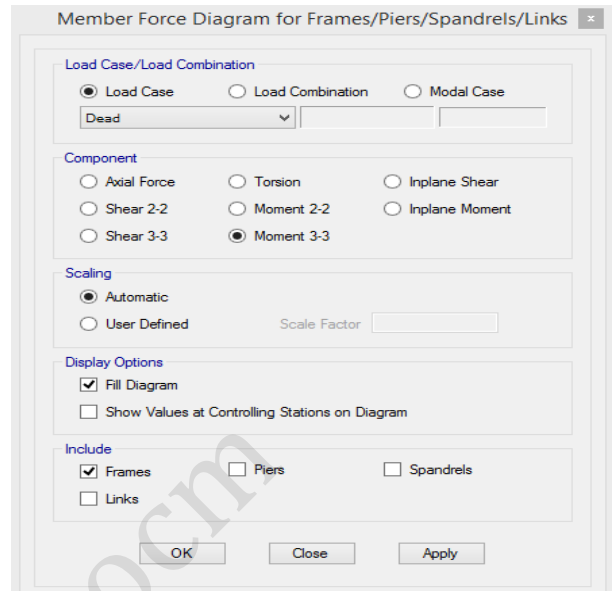 Member Force Diagram for Frames/Piers/Spandrels/Links x
Load Case/Load Combination
Load Case Load Combination Modal Case
Dead
Component
Axial Force Torsion Inplane Shear
Shear 2-2 Moment 2-2 Inplane Moment
Shear 3-3 Moment 3-3
Scaling
Automatic
User Defined Scale Factor
Display Options
Fill Diagram
Show Values at Controlling Stations on Diagram
Include
Frames Piers Spandrels
Links
OK Close Apply
ocm